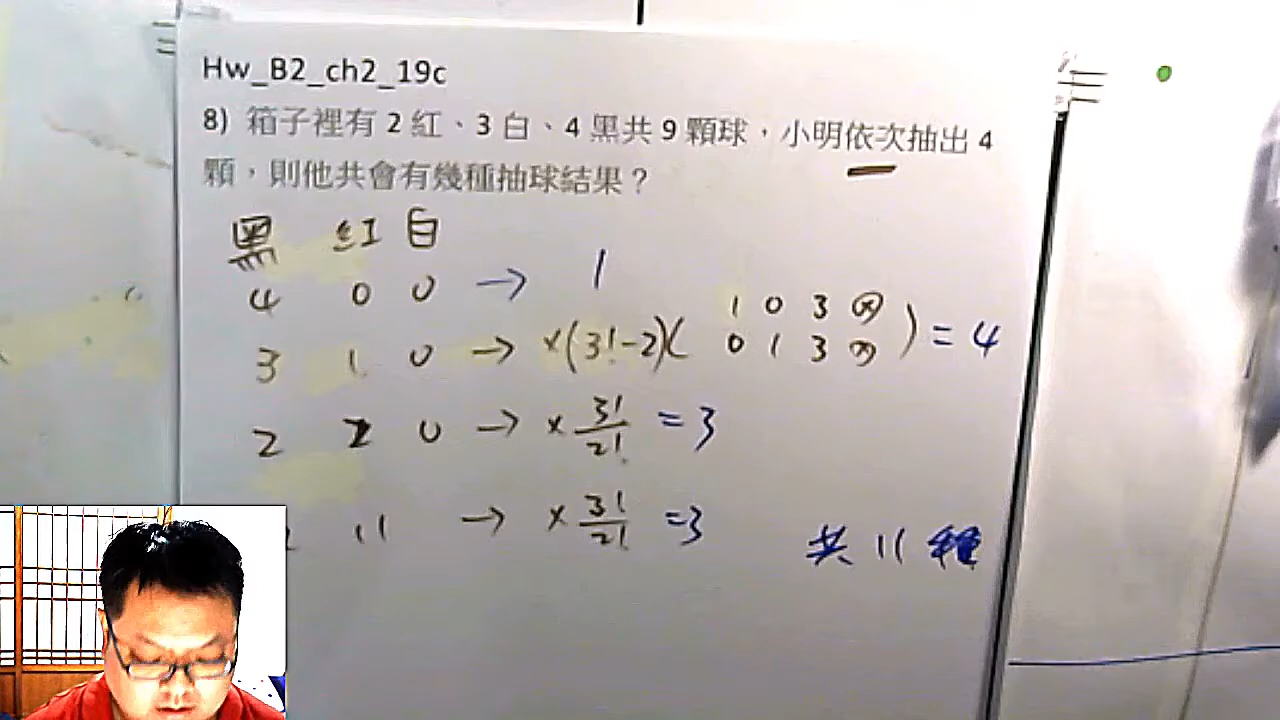 Hw_B2_ch2_19c
8) 箱子裡有 2 紅、3 白、4 黑共 9 顆球，小明依次抽出 4
顆，則他共會有幾種抽球結果？
黑 紅 白
4 0 0 → 1
3 1 0 → ×(3!-2)( 1 0 3 0 1 3 ) = 4
2 2 0 → × 3!/2! = 3
1 1 → × 3!/2! = 3
共 11 種